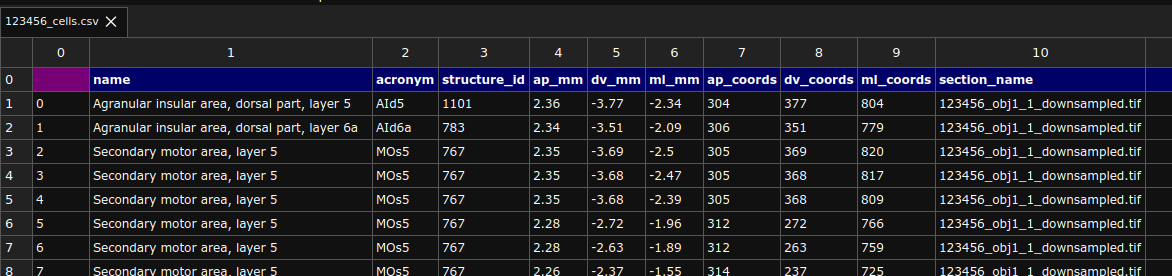 123456_cells.csv
0 1 2 3 4 5 6 7 8 9 10
0 name acronym structure_id ap_mm dv_mm ml_mm ap_coords dv_coords ml_coords section_name
1 0 Agranular insular area, dorsal part, layer 5 AId5 1101 2.36 -3.77 -2.34 304 377 804 123456_obj1_1_downsampled.tif
2 1 Agranular insular area, dorsal part, layer 6a AId6a 783 2.34 -3.51 -2.09 306 351 779 123456_obj1_1_downsampled.tif
3 2 Secondary motor area, layer 5 MOs5 767 2.35 -3.69 -2.5 305 369 820 123456_obj1_1_downsampled.tif
4 3 Secondary motor area, layer 5 MOs5 767 2.35 -3.68 -2.47 305 368 817 123456_obj1_1_downsampled.tif
5 4 Secondary motor area, layer 5 MOs5 767 2.35 -3.68 -2.39 305 368 809 123456_obj1_1_downsampled.tif
6 5 Secondary motor area, layer 5 MOs5 767 2.28 -2.72 -1.96 312 272 766 123456_obj1_1_downsampled.tif
7 6 Secondary motor area, layer 5 MOs5 767 2.28 -2.63 -1.89 312 263 759 123456_obj1_1_downsampled.tif
8 7 Secondary motor area, layer 5 MOs5 767 2.26 -2.37 -1.55 314 237 725 123456_obj1_1_downsampled.tif